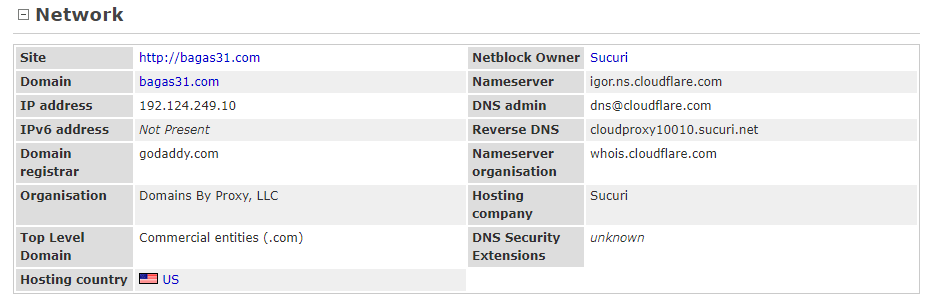 Network
Site http://bagas31.com Netblock Owner Sucuri
Domain bagas31.com Nameserver igor.ns.cloudflare.com
IP address 192.124.249.10 DNS admin dns@cloudflare.com
IPv6 address Not Present Reverse DNS cloudproxy10010.sucuri.net
Domain godaddy.com Nameserver whois.cloudflare.com
registrar organisation
Organisation Domains By Proxy, LLC Hosting Sucuri
company
Top Level Commercial entities (.com) DNS Security unknown
Domain Extensions
Hosting country US